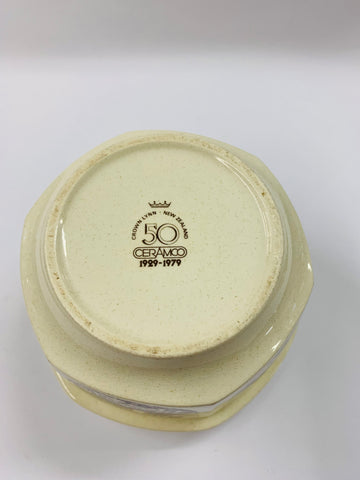 CROWN LYNN · NEW ZEALAND
50
CERAMCO
1929-1979